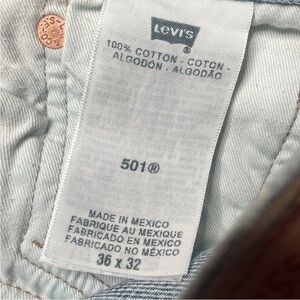 LEVI'S
®
100% COTTON - COTON -
ALGODÓN - ALGODÃO
501®
MADE IN MEXICO
FABRIQUE AU MEXIQUE
FABRICADO EN MEXICO
FABRICADO NO MÉXICO
36 x 32